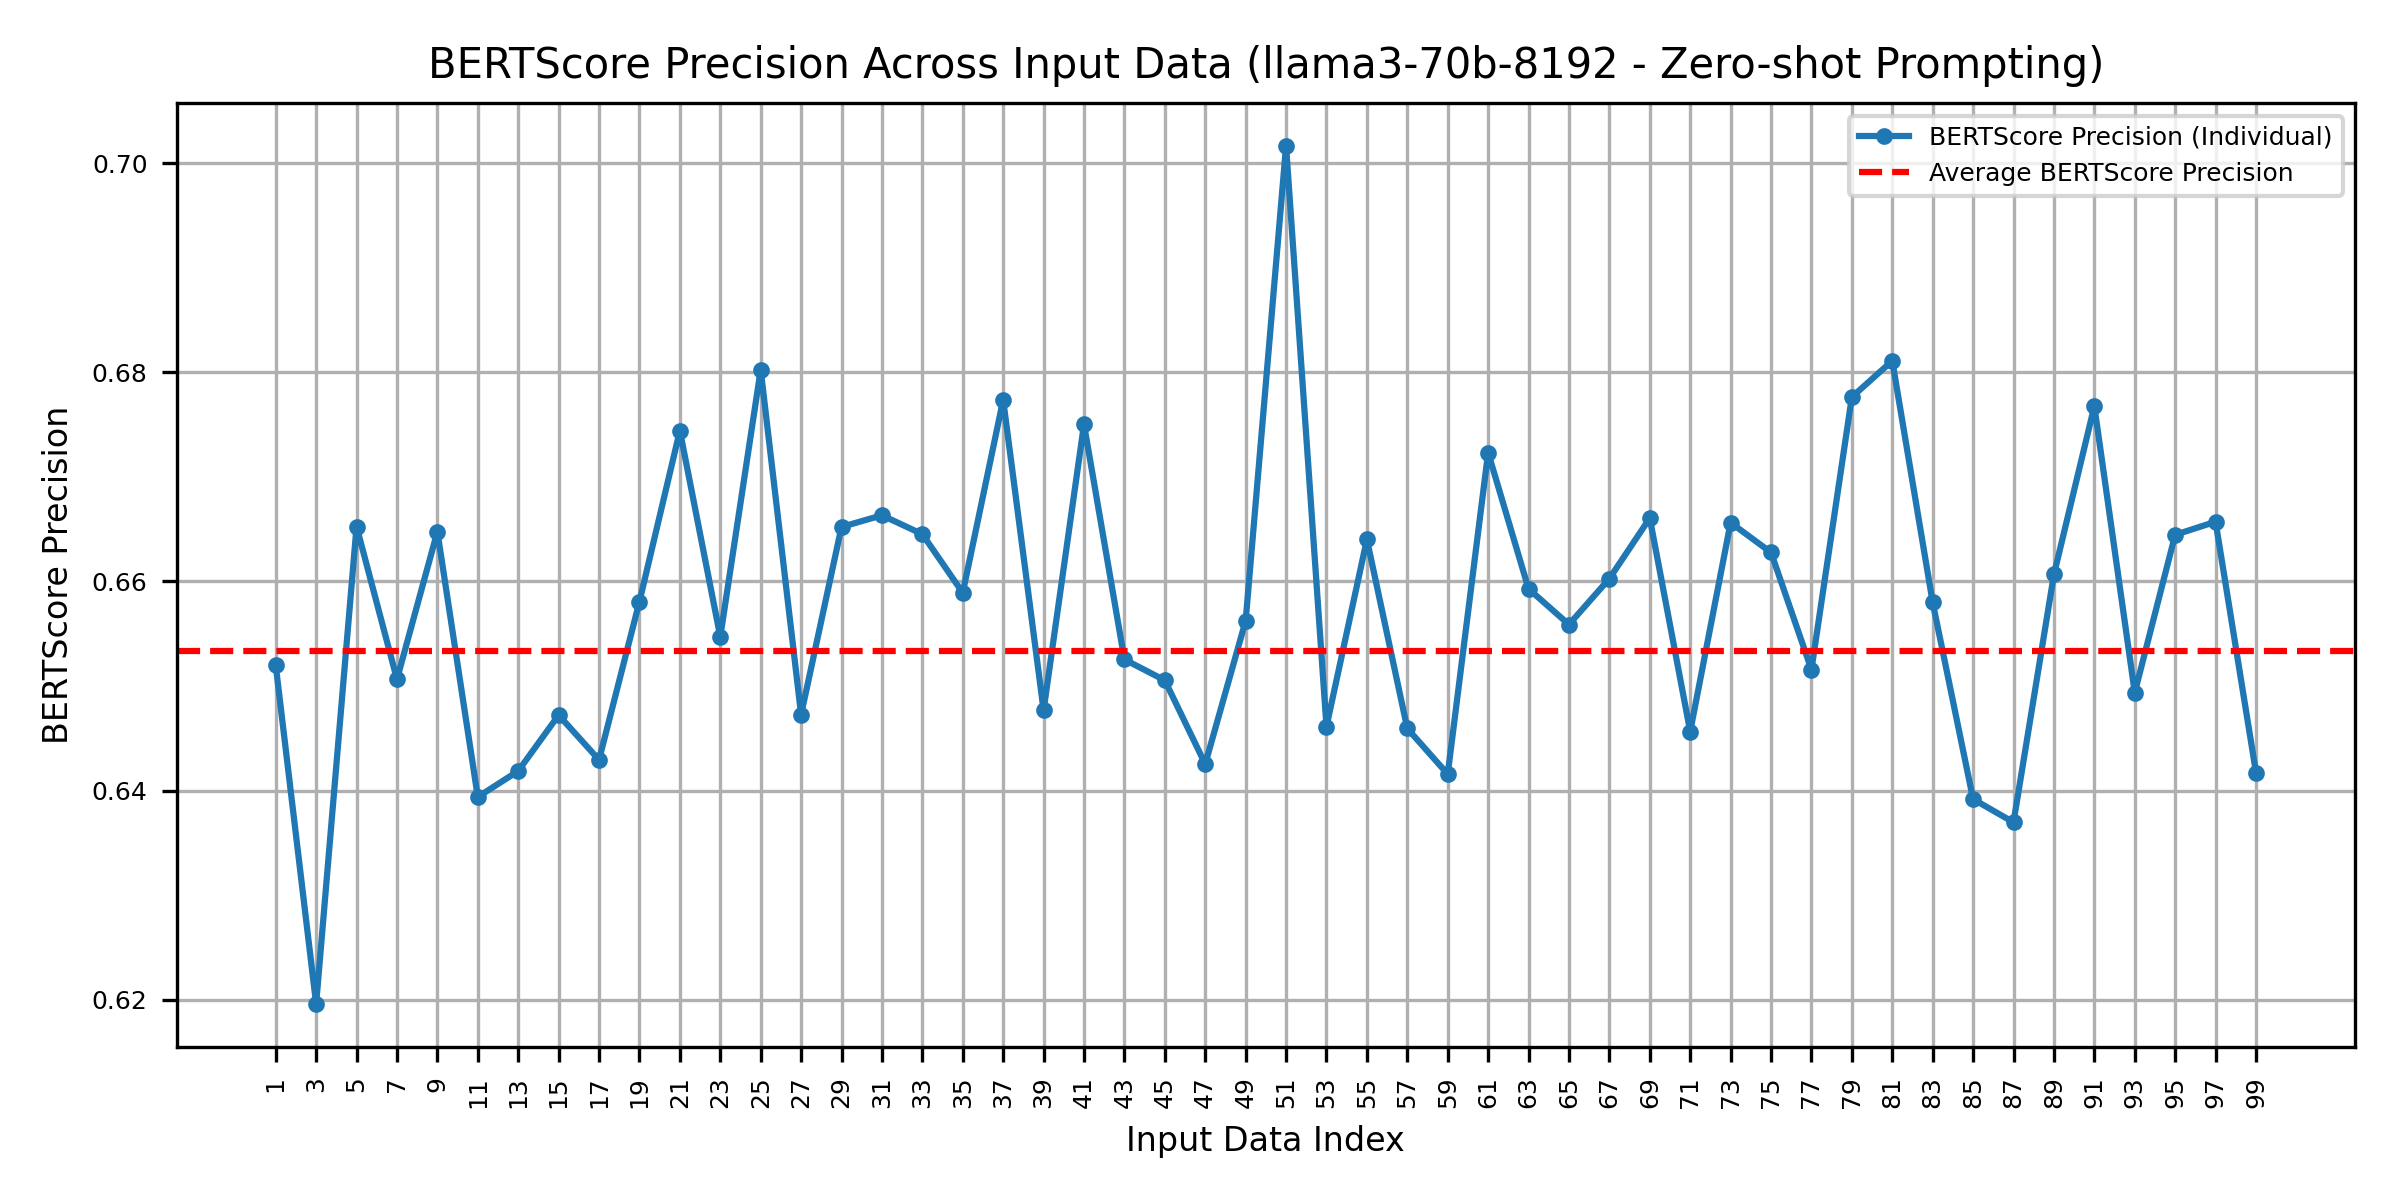 BERTScore Precision Across Input Data (llama3-70b-8192 - Zero-shot Prompting)
BERTScore Precision (Individual)
Average BERTScore Precision
0.70
0.68
0.66
0.64
0.62
BERTScore Precision
1 3 5 7 9 11 13 15 17 19 21 23 25 27 29 31 33 35 37 39 41 43 45 47 49 51 53 55 57 59 61 63 65 67 69 71 73 75 77 79 81 83 85 87 89 91 93 95 97 99
Input Data Index